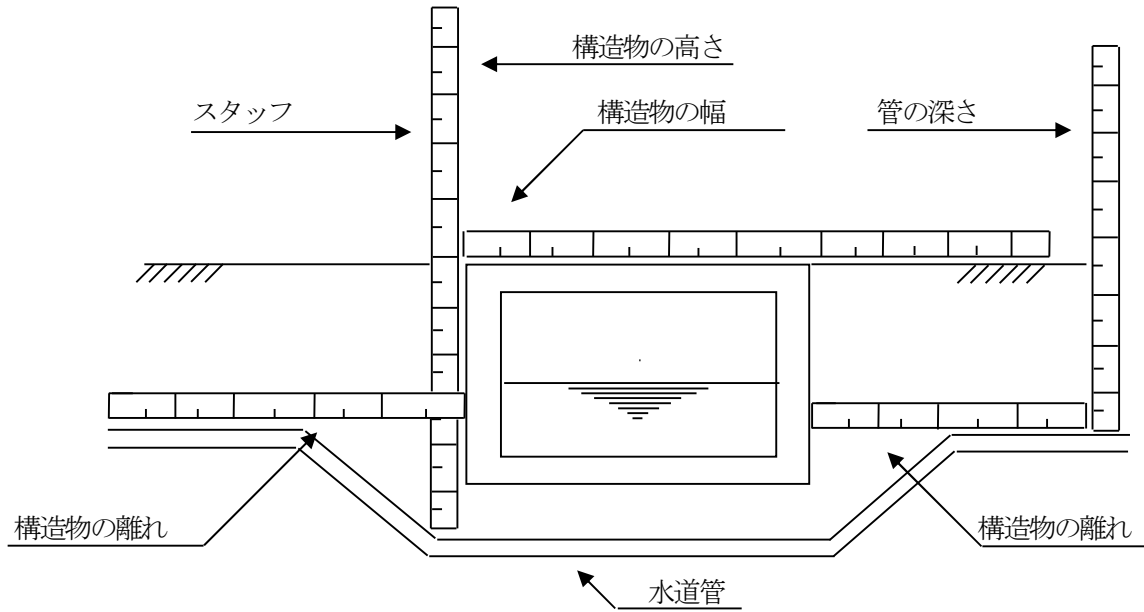 構造物の高さ
スタッフ
構造物の幅
管の深さ
構造物の離れ
構造物の離れ
水道管